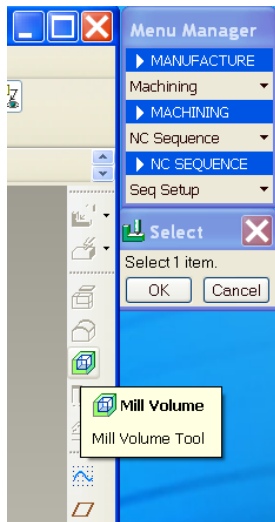 Menu Manager
MANUFACTURE
Machining
MACHINING
NC Sequence
NC SEQUENCE
Seq Setup
Select
Select 1 item.
OK Cancel
Mill Volume
Mill Volume Tool